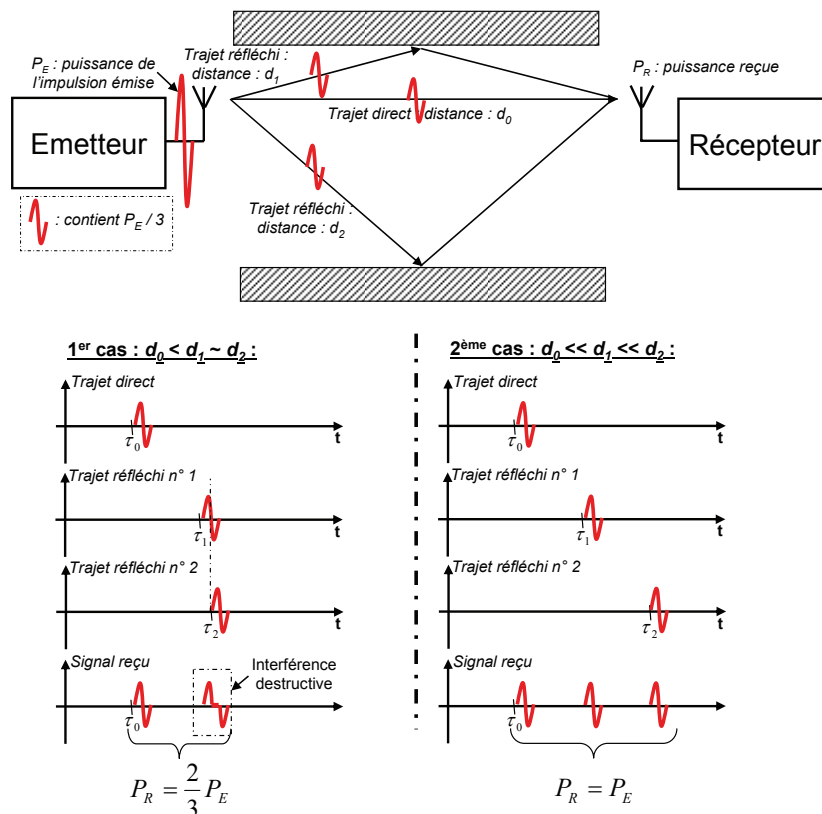 P_E : puissance de
l'impulsion émise
Trajet réfléchi :
distance : d_1
P_R : puissance reçue
Trajet direct : distance : d_0
Emetteur
Récepteur
: contient P_E / 3
Trajet réfléchi :
distance : d_2
1er cas : d_0 < d_1 ~ d_2 :
2ème cas : d_0 << d_1 << d_2 :
Trajet direct
τ_0
t
Trajet réfléchi n° 1
τ_1
t
Trajet réfléchi n° 2
τ_2
t
Signal reçu
Interférence
destructive
τ_0
P_R = 2/3 P_E
Trajet direct
τ_0
t
Trajet réfléchi n° 1
τ_1
t
Trajet réfléchi n° 2
τ_2
t
Signal reçu
τ_0
P_R = P_E